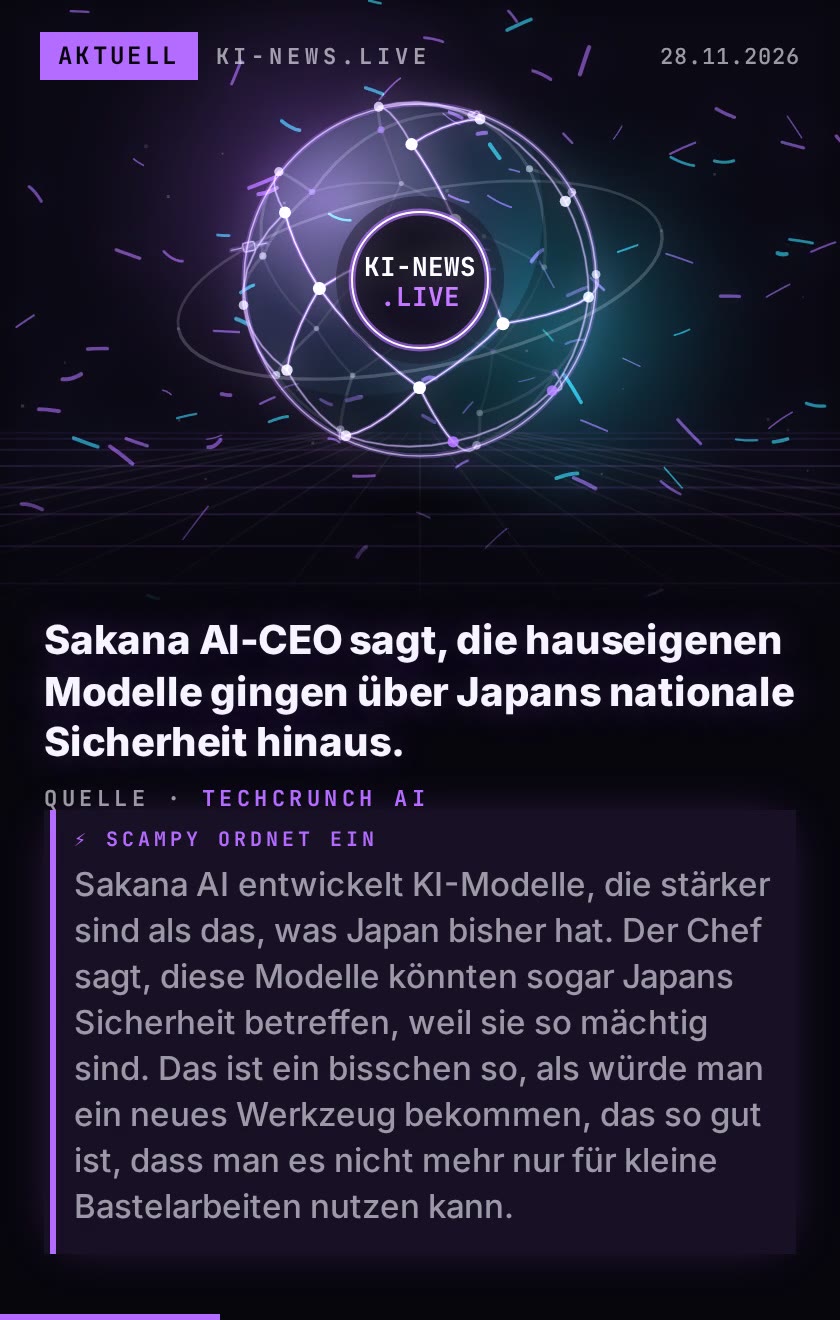 AKTUELL KI-NEWS.LIVE 28.11.2026
KI-NEWS
.LIVE
Sakana AI-CEO sagt, die hauseigenen
Modelle gingen über Japans nationale
Sicherheit hinaus.
QUELLE · TECHCRUNCH AI
⚡ SCAMPY ORDNET EIN
Sakana AI entwickelt KI-Modelle, die stärker
sind als das, was Japan bisher hat. Der Chef
sagt, diese Modelle könnten sogar Japans
Sicherheit betreffen, weil sie so mächtig
sind. Das ist ein bisschen so, als würde man
ein neues Werkzeug bekommen, das so gut
ist, dass man es nicht mehr nur für kleine
Bastelarbeiten nutzen kann.